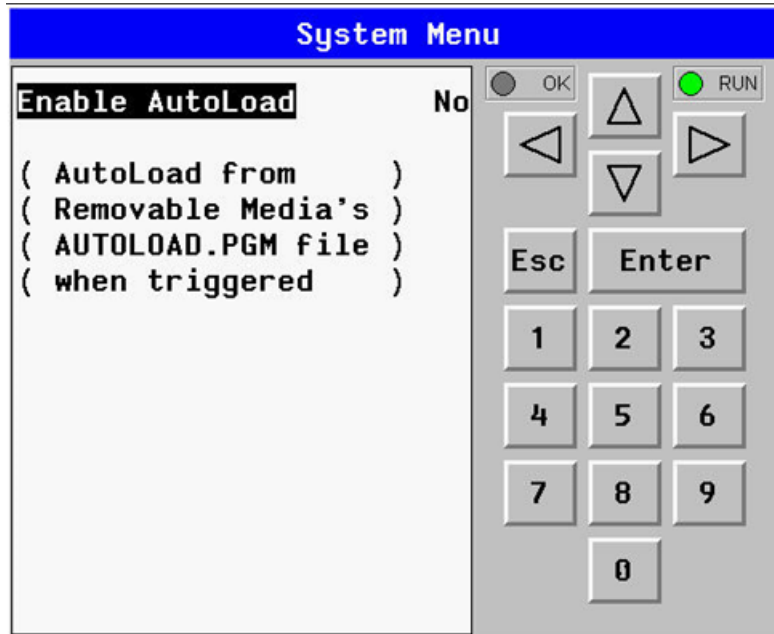 System Menu
Enable AutoLoad No
( AutoLoad from )
( Removable Media's )
( AUTOLOAD.PGM file )
( when triggered )
OK
RUN
Esc
Enter
1 2 3
4 5 6
7 8 9
0